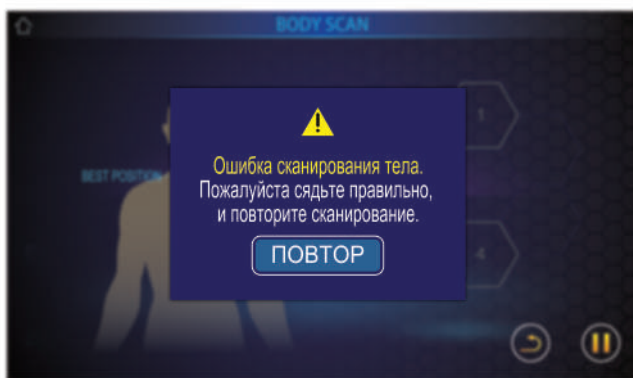 BODY SCAN
1
BEST POSITION
Ошибка сканирования тела.
Пожалуйста сядьте правильно,
и повторите сканирование.
ПОВТОР
4